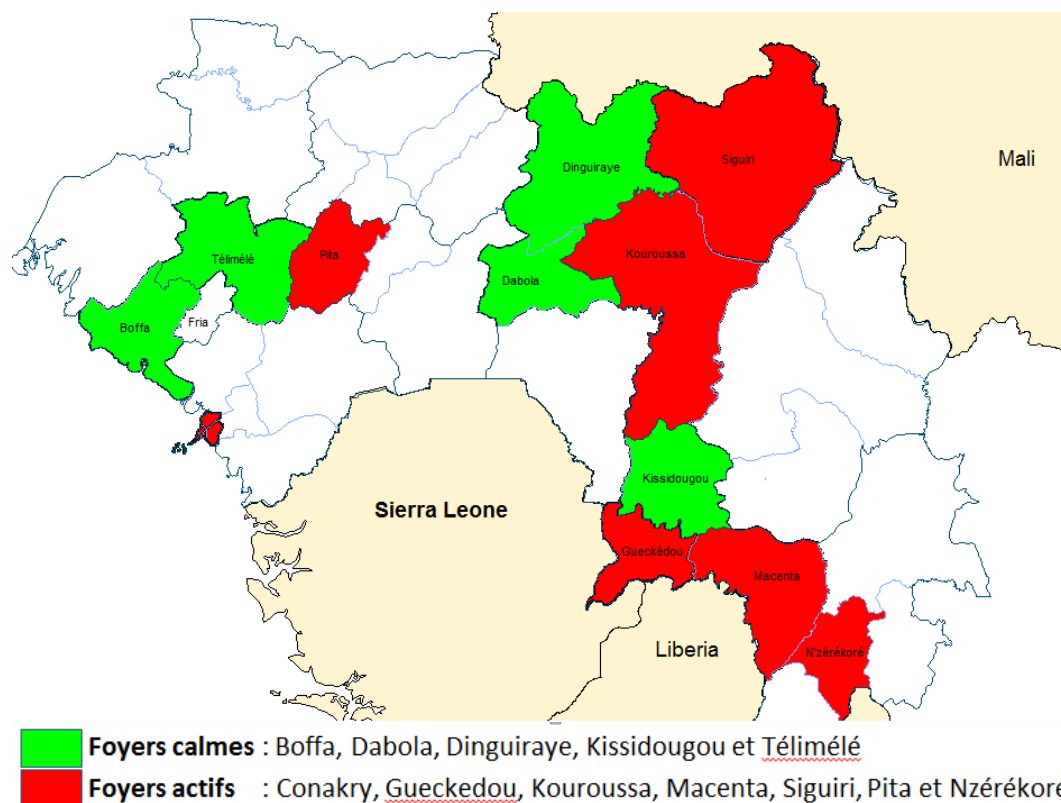 Mali
Siguiri
Dinguiraye
Kouroussa
Télimélé
Pita
Dabola
Fria
Boffa
Kissidougou
Sierra Leone
Gueckédou
Macenta
Liberia
N'zérékoré
Foyers calmes : Boffa, Dabola, Dinguiraye, Kissidougou et Télimélé
Foyers actifs : Conakry, Gueckedou, Kouroussa, Macenta, Siguiri, Pita et Nzérékor